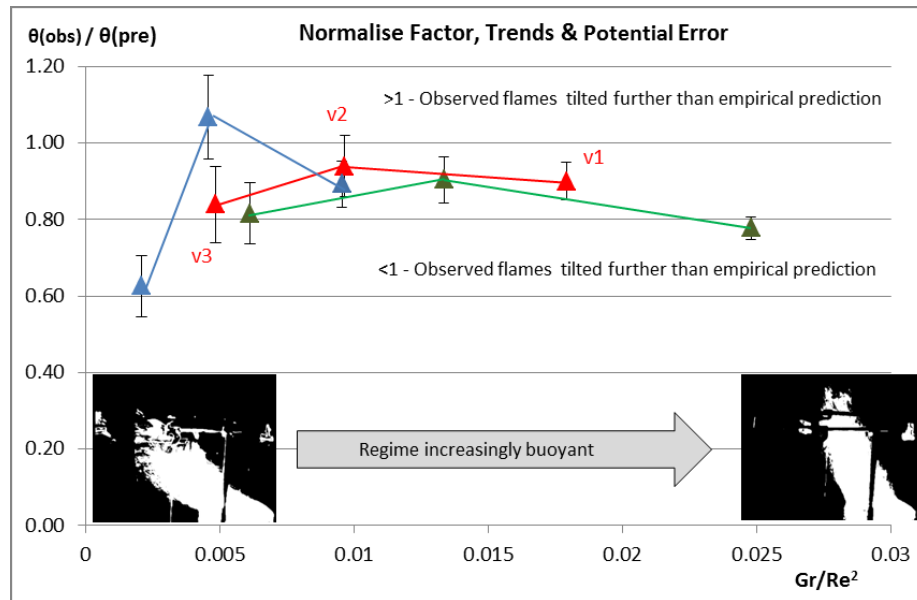 θ(obs) / θ(pre)
Normalise Factor, Trends & Potential Error
1.20
>1 - Observed flames tilted further than empirical prediction
v2
1.00
v1
0.80
v3
<1 - Observed flames tilted further than empirical prediction
0.60
0.40
0.20
Regime increasingly buoyant
0.00
0
0.005
0.01
0.015
0.02
0.025
0.03
Gr/Re²